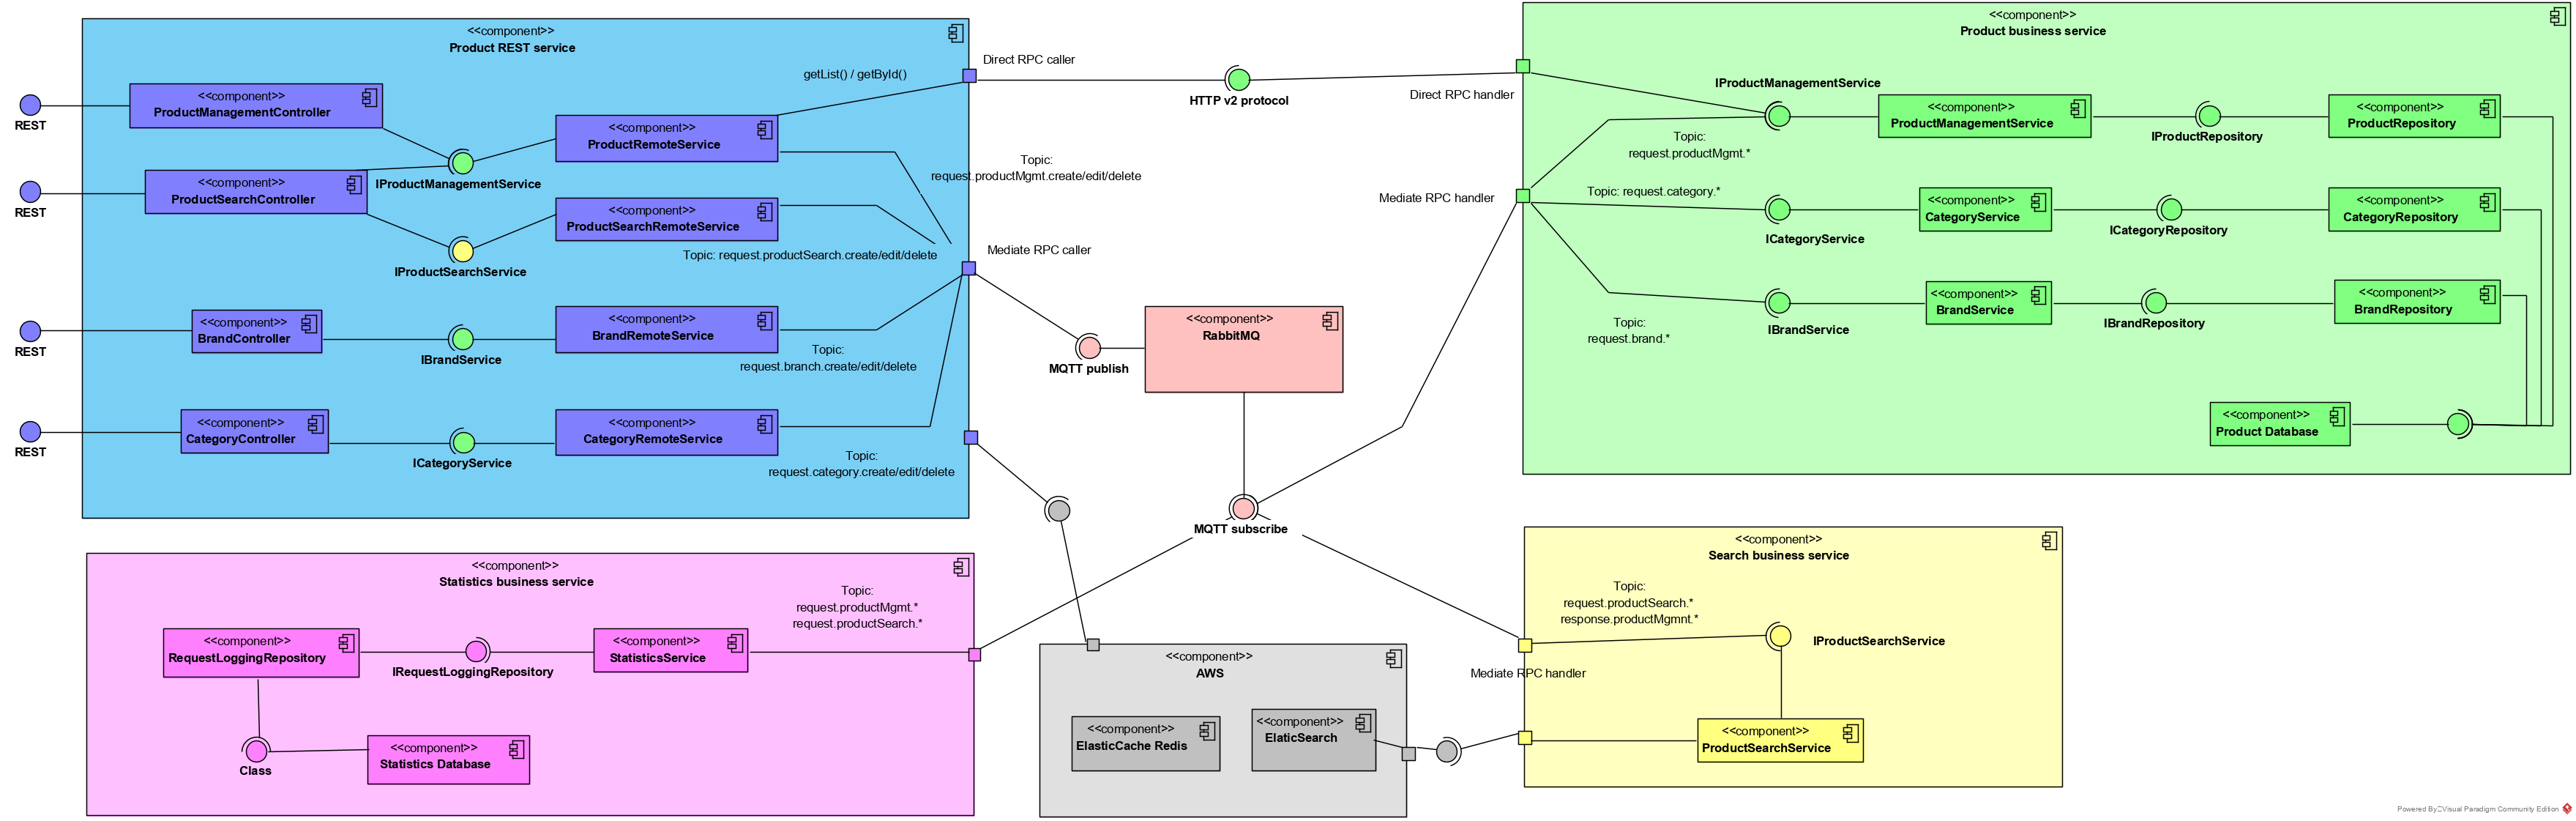 <<component>>
Product REST service
getList() / getById()
<<component>>
ProductManagementController
REST
<<component>>
ProductRemoteService
IProductManagementService
<<component>>
ProductSearchController
REST
<<component>>
ProductSearchRemoteService
Topic: request.productSearch.create/edit/delete
IProductSearchService
<<component>>
BrandController
REST
IBrandService
<<component>>
BrandRemoteService
Topic:
request.branch.create/edit/delete
<<component>>
CategoryController
REST
ICategoryService
<<component>>
CategoryRemoteService
Topic:
request.category.create/edit/delete
Direct RPC caller
Topic:
request.productMgmt.create/edit/delete
Mediate RPC caller
HTTP v2 protocol
Direct RPC handler
Mediate RPC handler
MQTT publish
<<component>>
RabbitMQ
MQTT subscribe
<<component>>
Product business service
IProductManagementService
<<component>>
ProductManagementService
IProductRepository
<<component>>
ProductRepository
Topic:
request.productMgmt.*
Topic: request.category.*
ICategoryService
<<component>>
CategoryService
ICategoryRepository
<<component>>
CategoryRepository
IBrandService
<<component>>
BrandService
IBrandRepository
<<component>>
BrandRepository
Topic:
request.brand.*
<<component>>
Product Database
<<component>>
Statistics business service
Topic:
request.productMgmt.*
request.productSearch.*
<<component>>
RequestLoggingRepository
IRequestLoggingRepository
<<component>>
StatisticsService
Class
<<component>>
Statistics Database
<<component>>
AWS
<<component>>
ElasticCache Redis
<<component>>
ElaticSearch
<<component>>
Search business service
Topic:
request.productSearch.*
response.productMgmnt.*
IProductSearchService
Mediate RPC handler
<<component>>
ProductSearchService
Powered By Visual Paradigm Community Edition